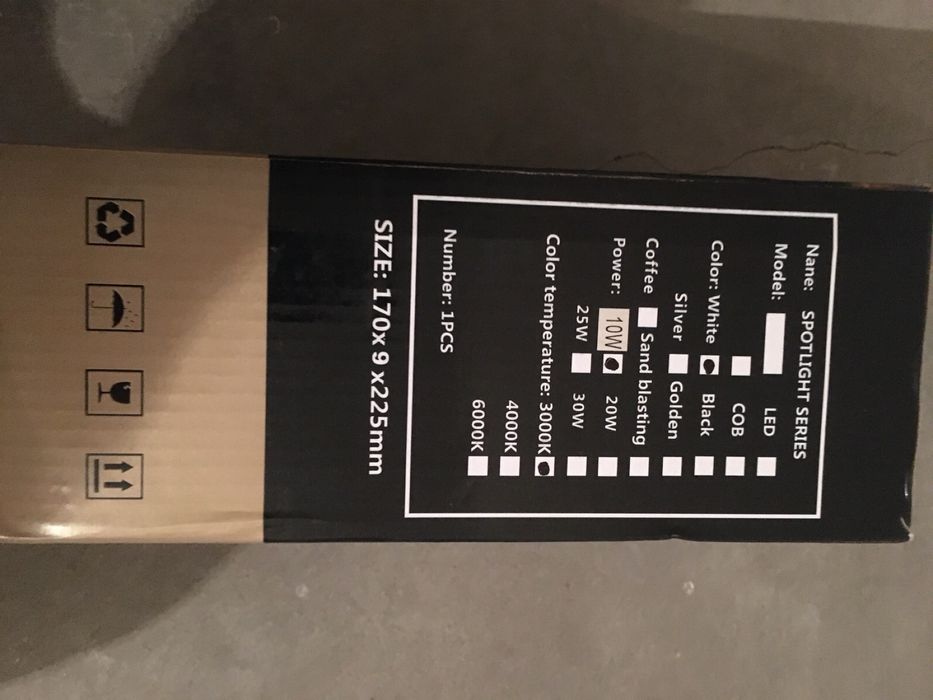 Nane: SPOTLIGHT SERIES
Model: LED
COB
Color: White Black
Silver Golden
Coffee Sand blasting
Power: 10W 20W
25W 30W
Color temperature: 3000K
4000K
6000K
Number: 1PCS
SIZE: 170x 9 x225mm